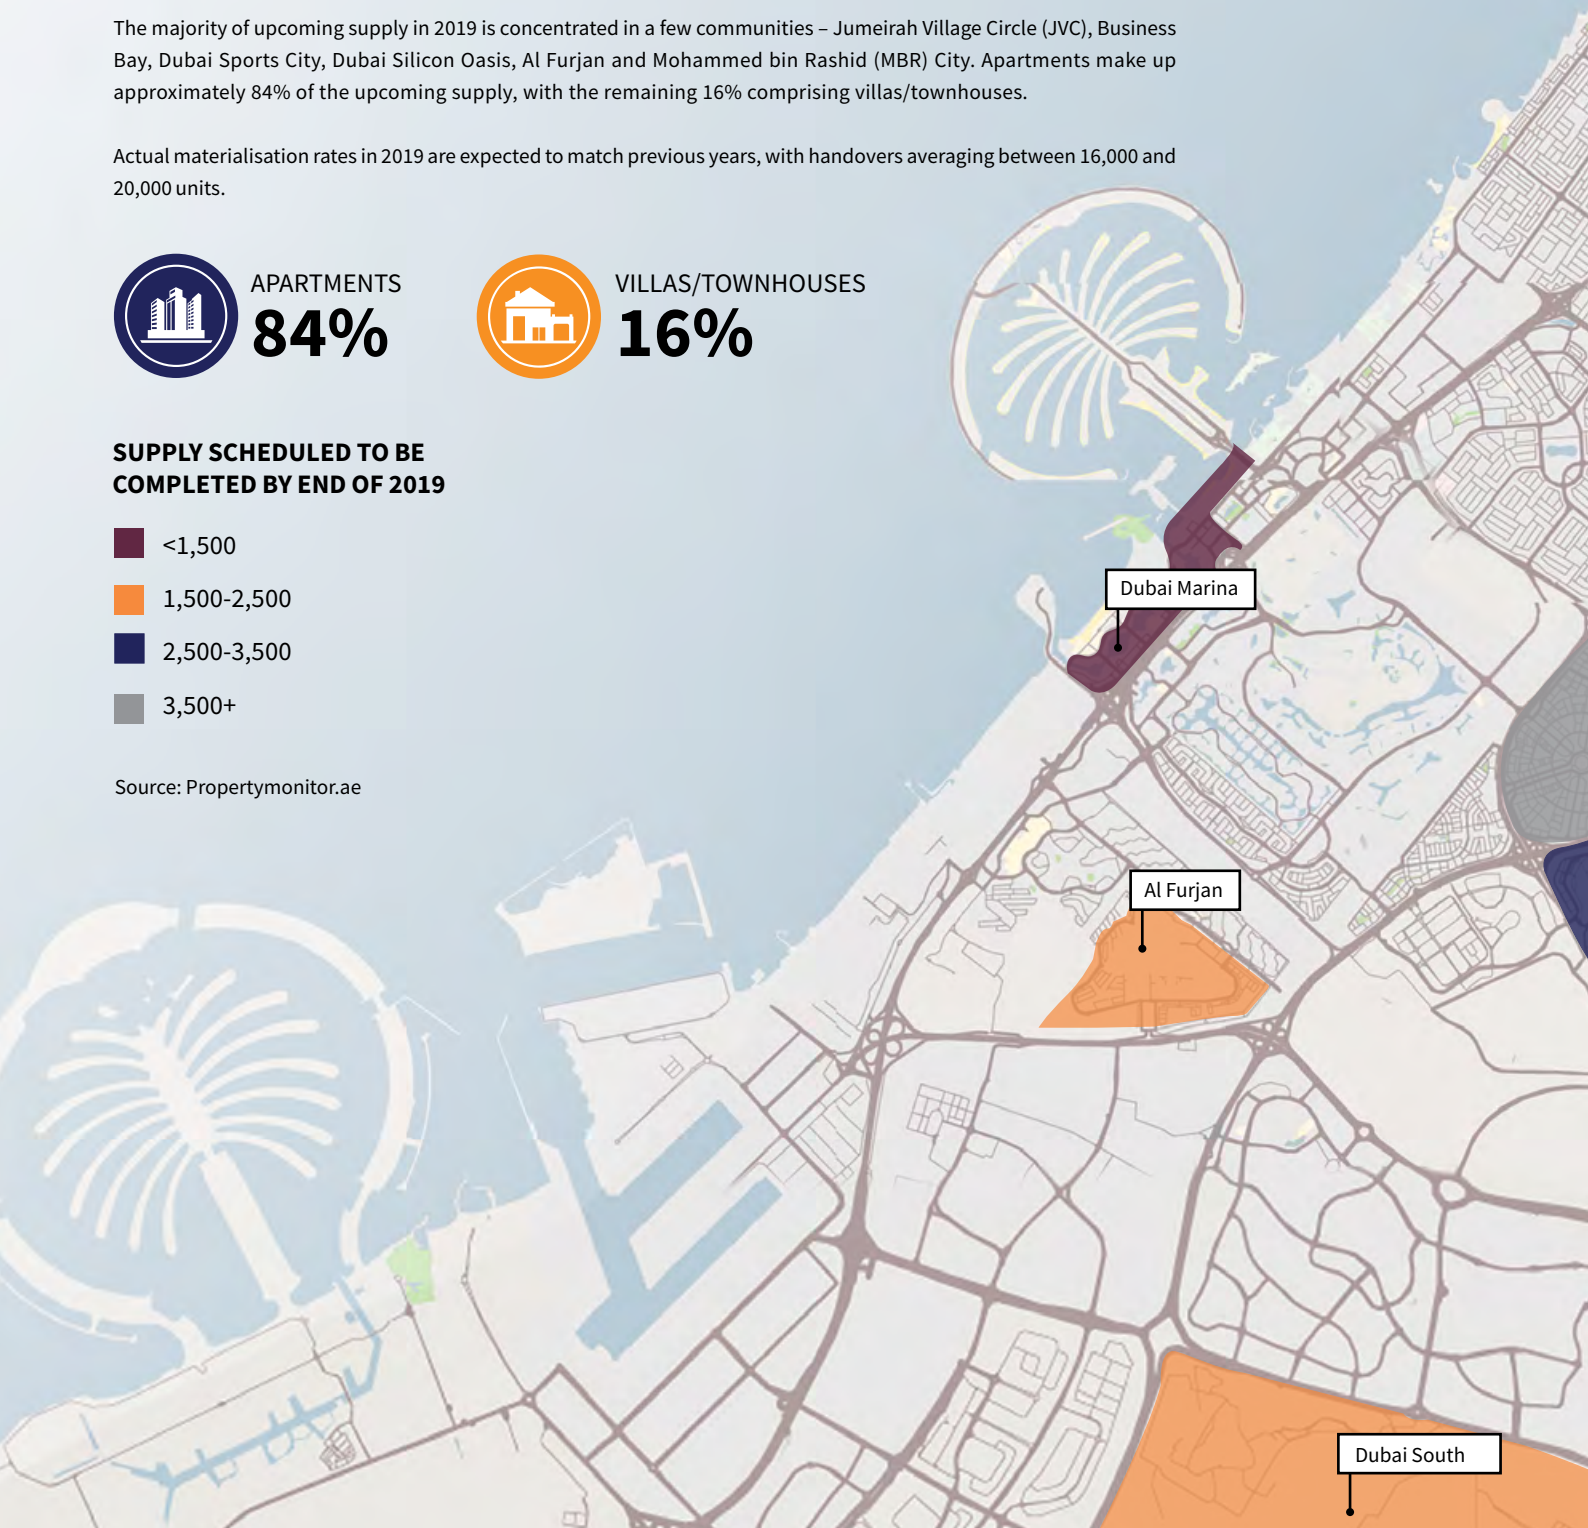 The majority of upcoming supply in 2019 is concentrated in a few communities – Jumeirah Village Circle (JVC), Business
Bay, Dubai Sports City, Dubai Silicon Oasis, Al Furjan and Mohammed bin Rashid (MBR) City. Apartments make up
approximately 84% of the upcoming supply, with the remaining 16% comprising villas/townhouses.
Actual materialisation rates in 2019 are expected to match previous years, with handovers averaging between 16,000 and
20,000 units.
APARTMENTS
84%
VILLAS/TOWNHOUSES
16%
SUPPLY SCHEDULED TO BE
COMPLETED BY END OF 2019
<1,500
1,500-2,500
2,500-3,500
3,500+
Source: Propertymonitor.ae
Dubai Marina
Al Furjan
Dubai South